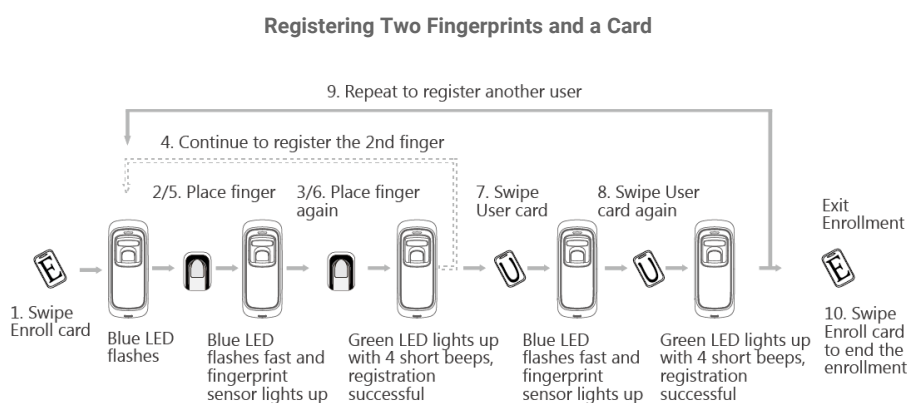 Registering Two Fingerprints and a Card
9. Repeat to register another user
4. Continue to register the 2nd finger
2/5. Place finger
3/6. Place finger
again
7. Swipe
User card
8. Swipe User
card again
Exit
Enrollment
E
U
U
E
1. Swipe
Enroll card
Blue LED
flashes
Blue LED
flashes fast and
fingerprint
sensor lights up
Green LED lights up
with 4 short beeps,
registration
successful
Blue LED
flashes fast and
fingerprint
sensor lights up
Green LED lights up
with 4 short beeps,
registration
successful
10. Swipe
Enroll card
to end the
enrollment